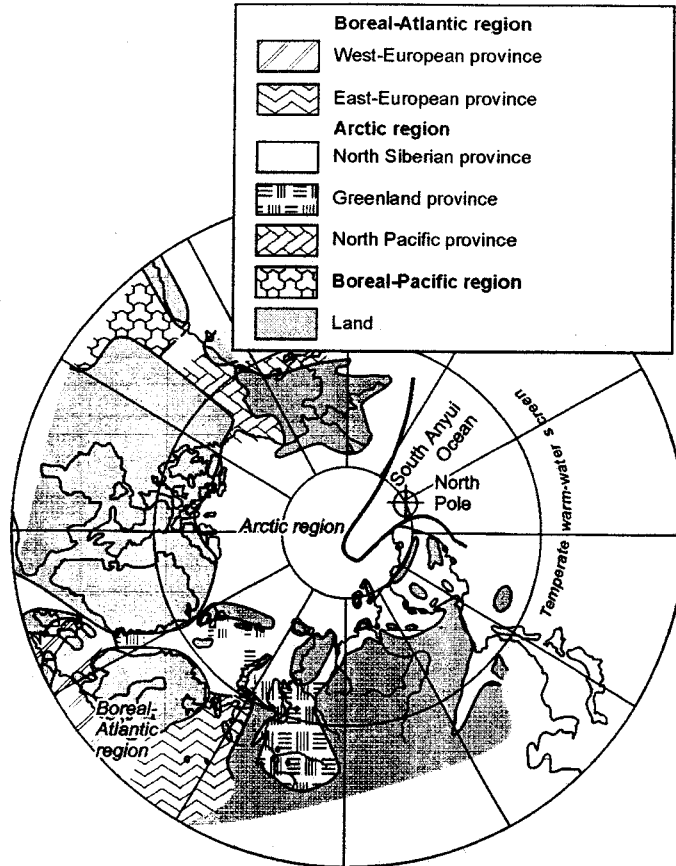 Boreal-Atlantic region
West-European province
East-European province
Arctic region
North Siberian province
Greenland province
North Pacific province
Boreal-Pacific region
Land
South Anyui
Ocean
North
Pole
Temperate warm-water screen
Arctic region
Boreal-
Atlantic
region